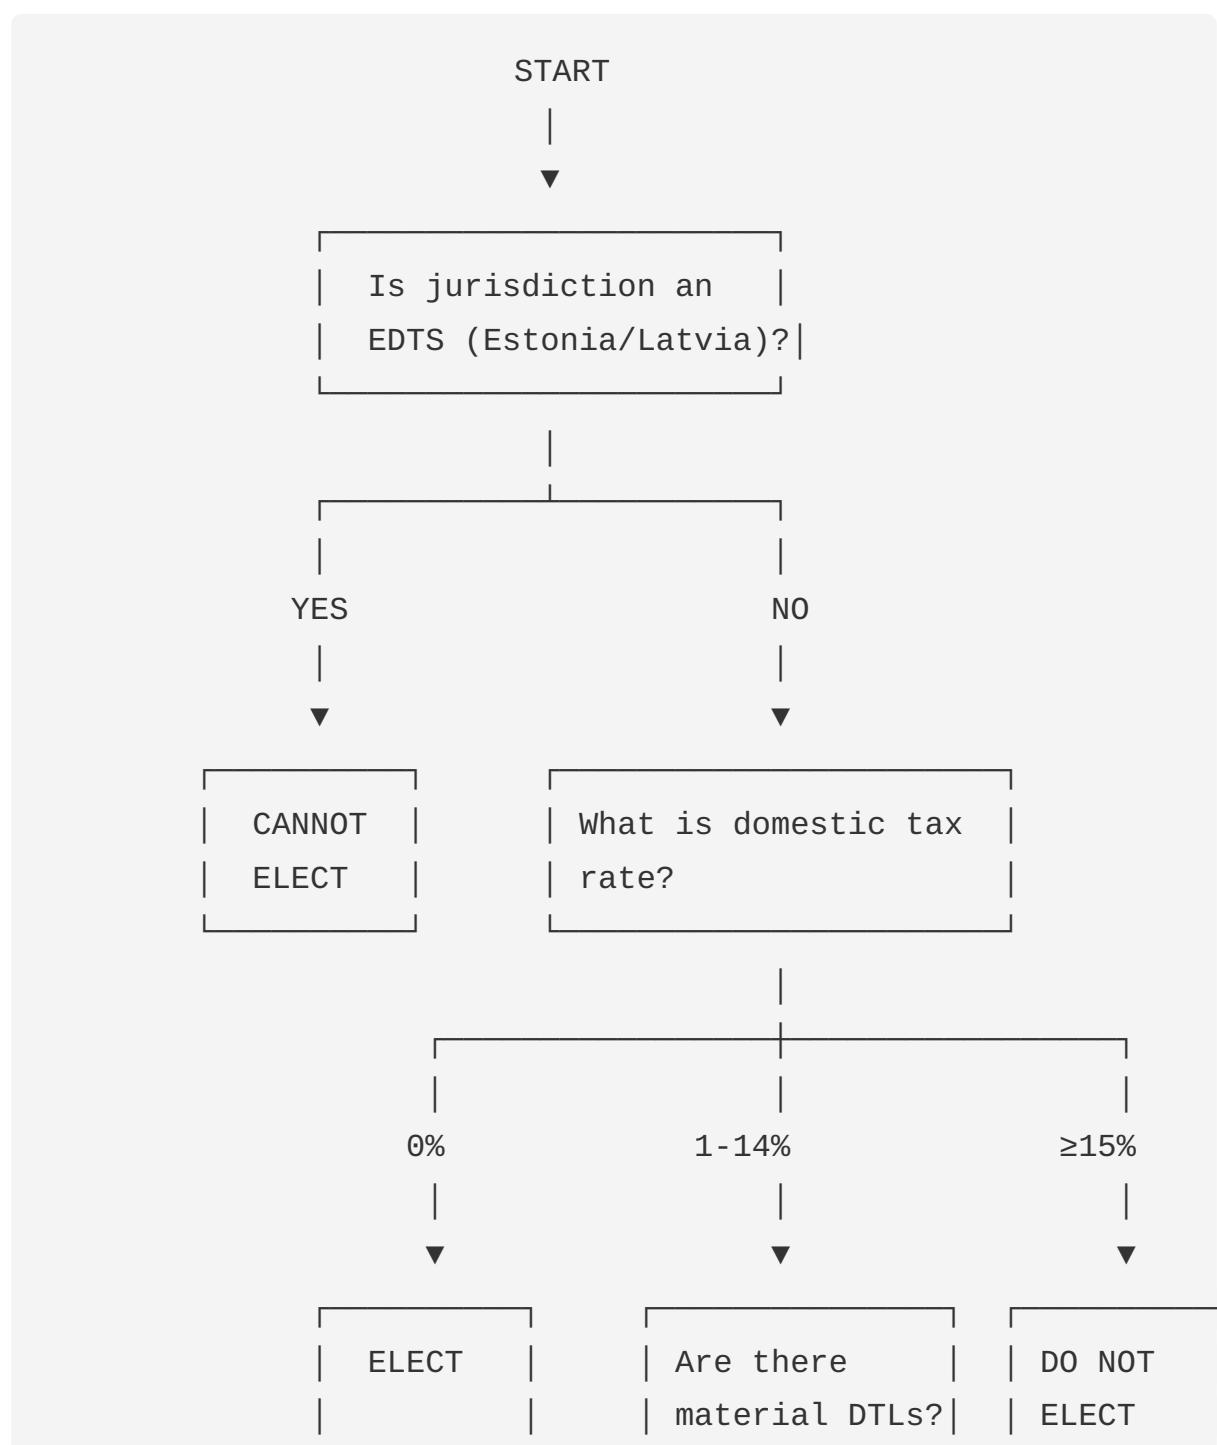 START
Is jurisdiction an
EDTS (Estonia/Latvia)?
YES NO
CANNOT What is domestic tax
ELECT rate?
0% 1-14% ≥15%
ELECT Are there DO NOT
material DTLs? ELECT